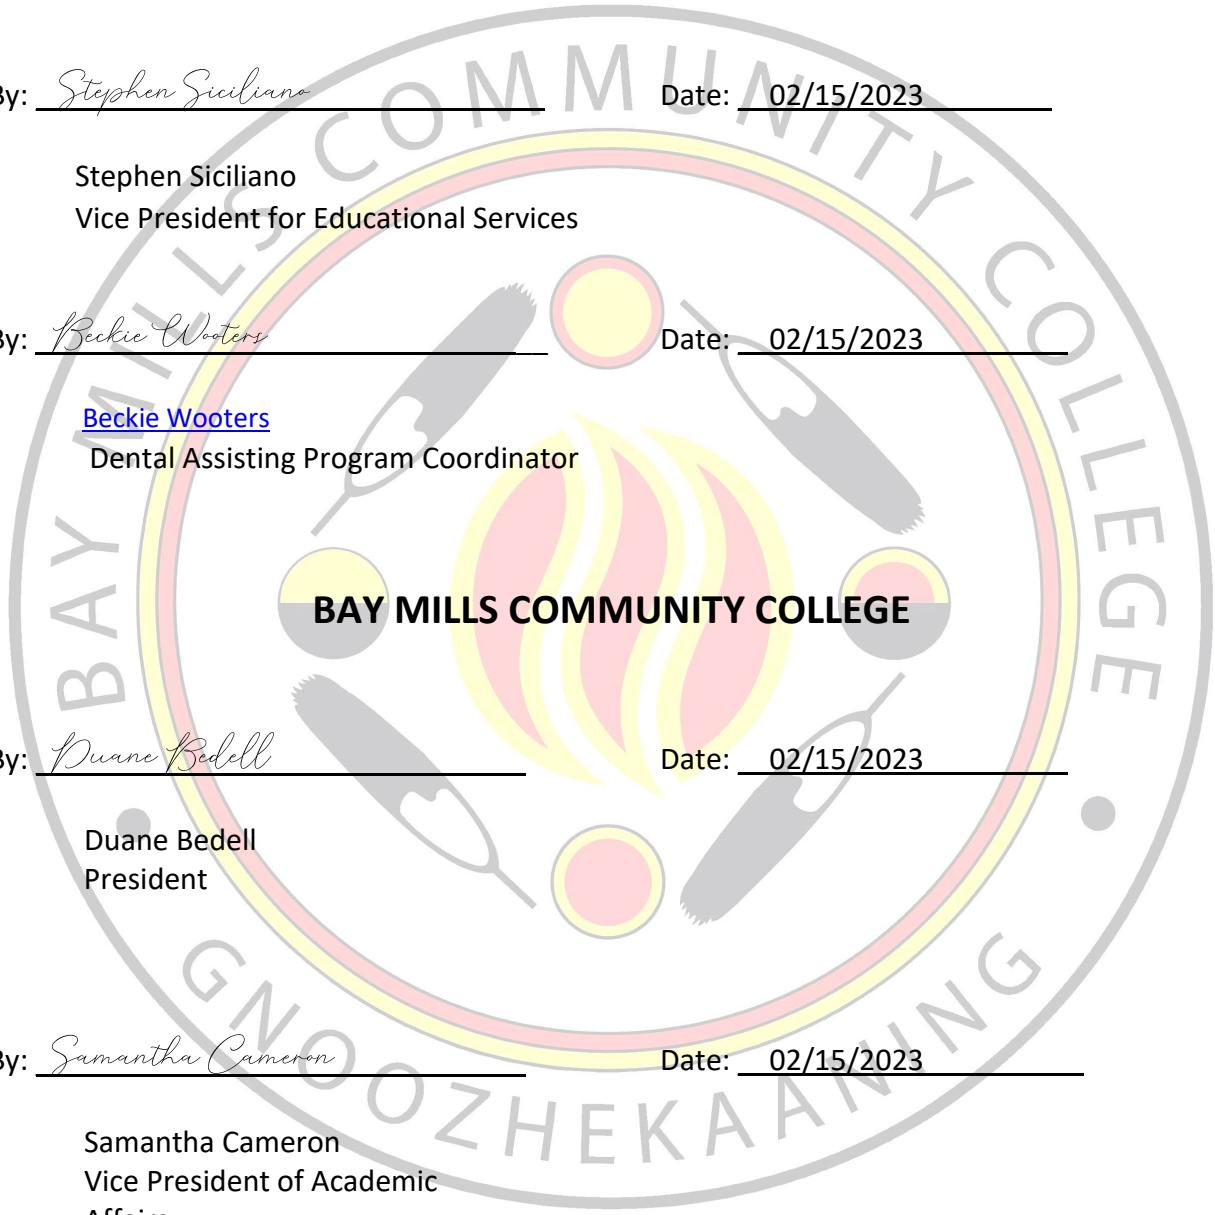 By: Stephen Siciliano Date: 02/15/2023
Stephen Siciliano
Vice President for Educational Services
By: Beckie Wooters Date: 02/15/2023
Beckie Wooters
Dental Assisting Program Coordinator
BAY MILLS COMMUNITY COLLEGE
By: Duane Bedell Date: 02/15/2023
Duane Bedell
President
By: Samantha Cameron Date: 02/15/2023
Samantha Cameron
Vice President of Academic
Affairs
BAY MILLS COMMUNITY COLLEGE
GNOOZHEKAANING